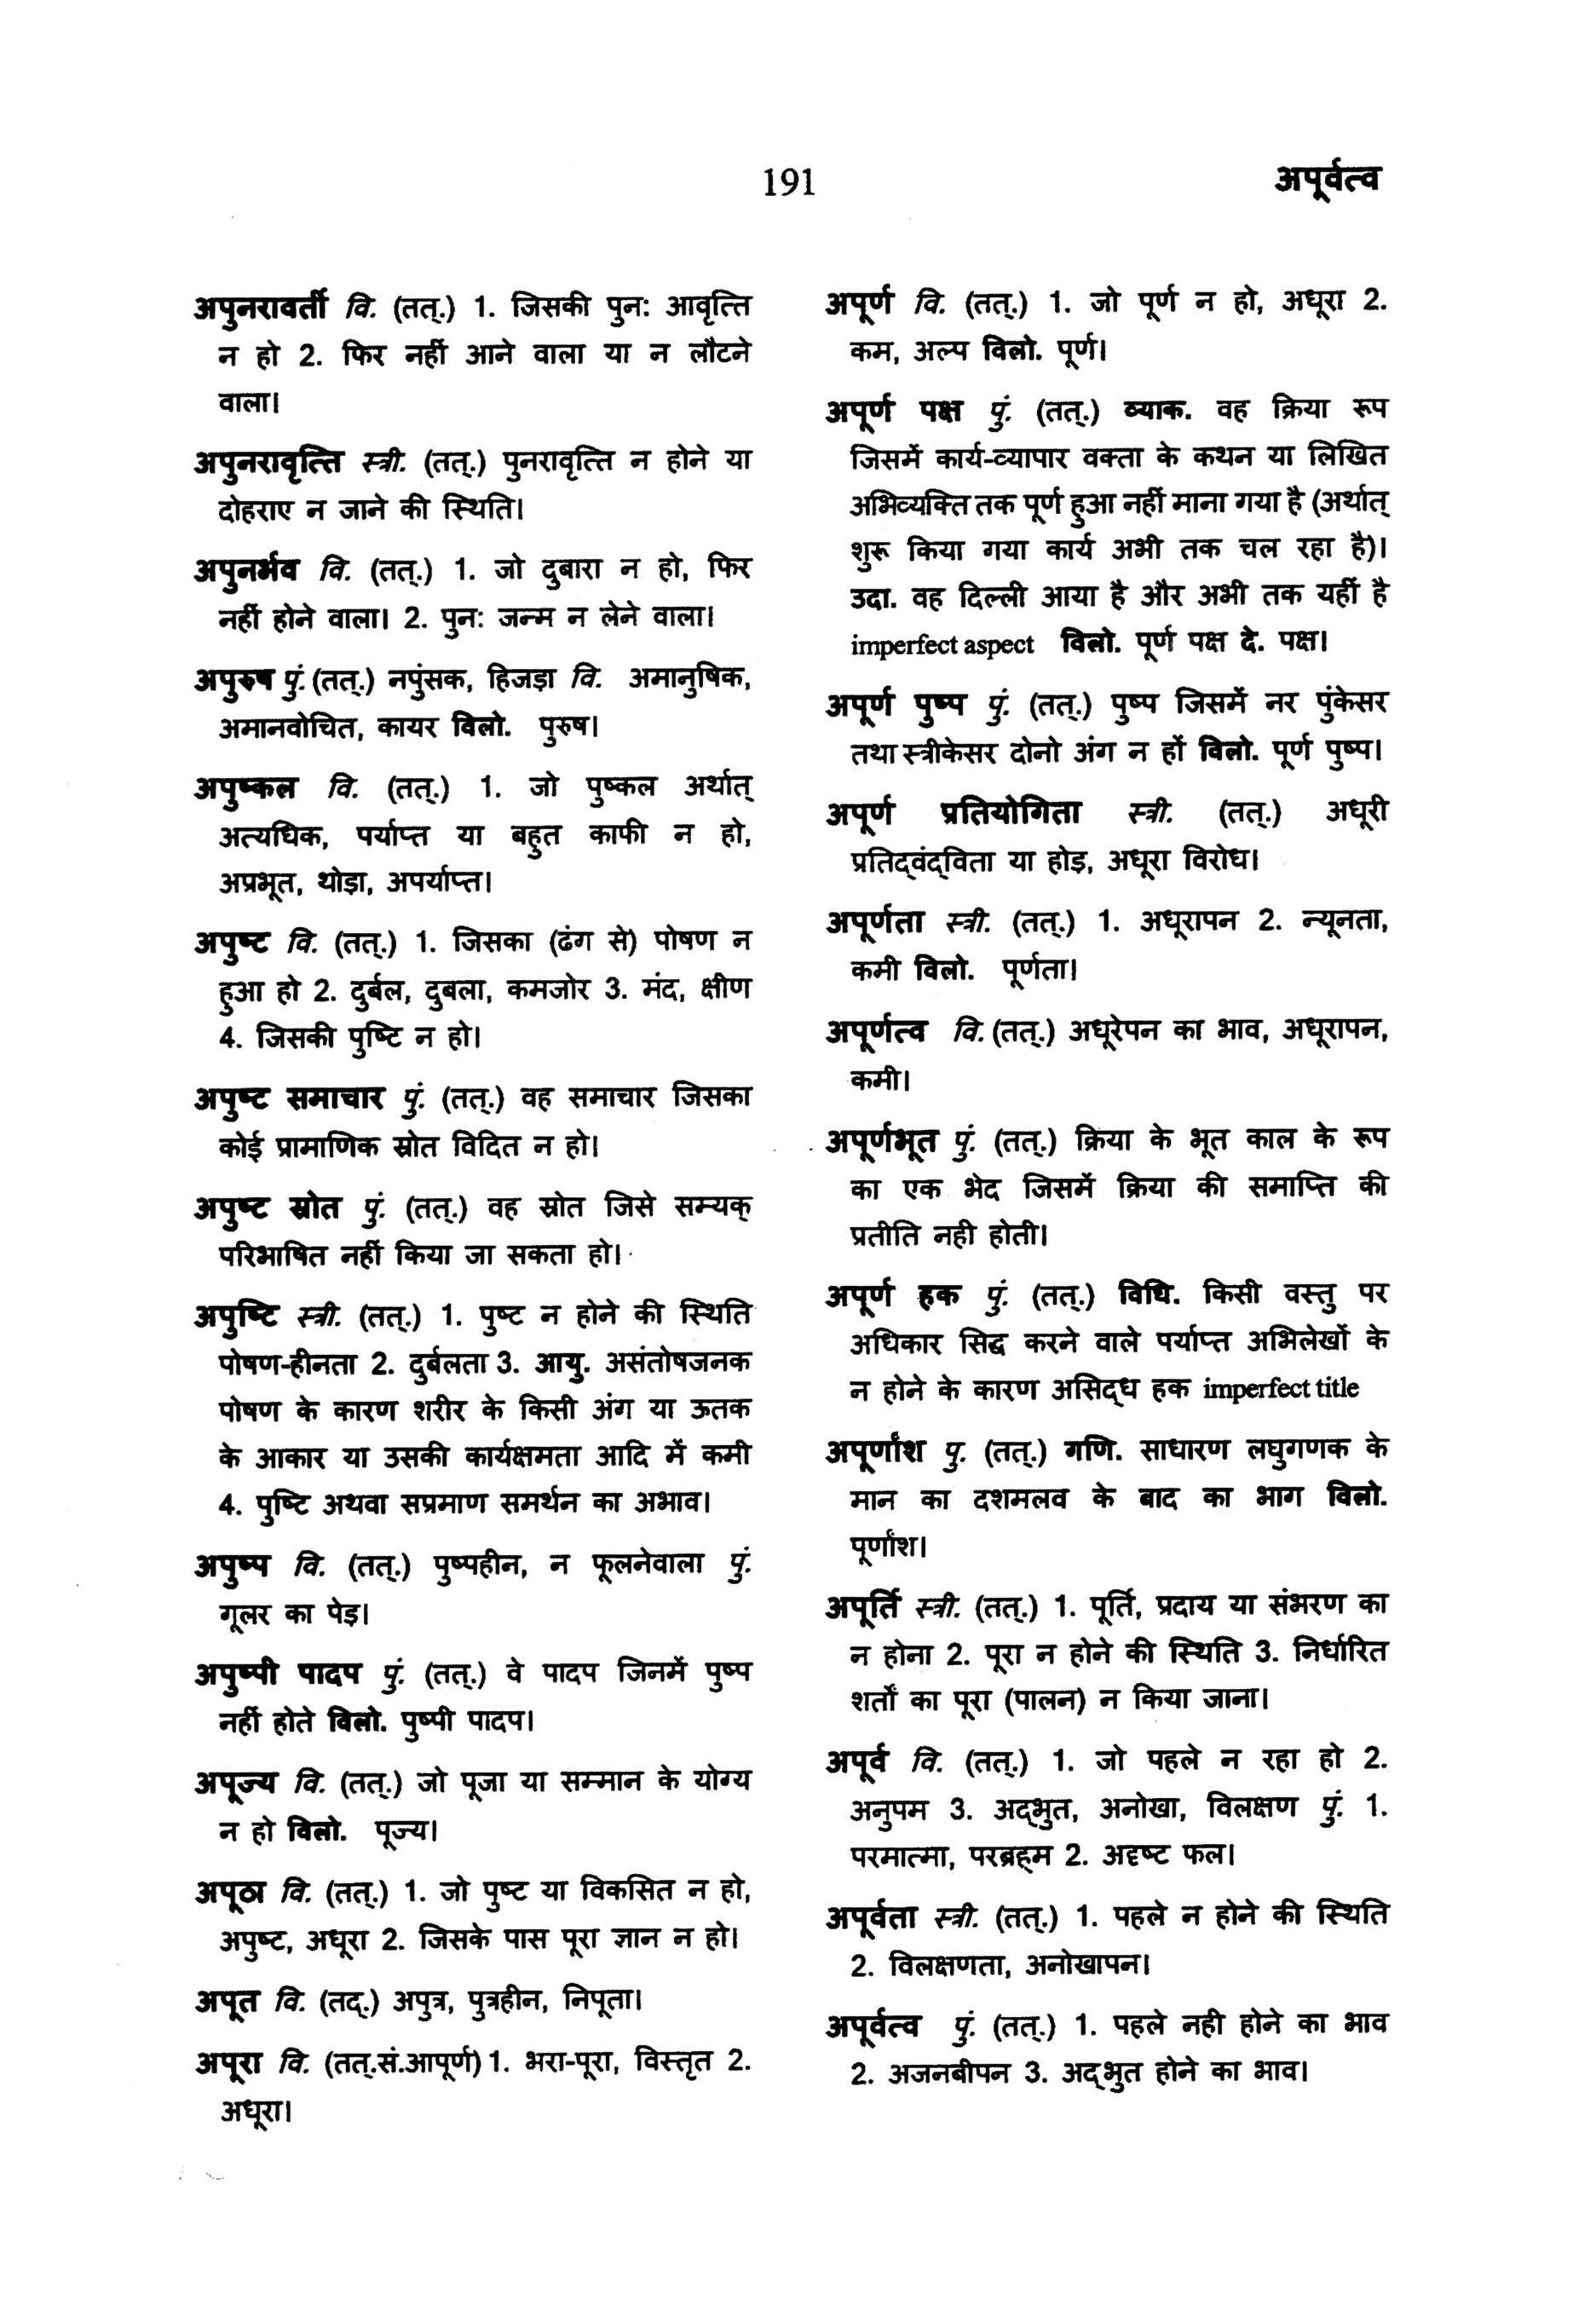 191
अपूर्वत्व
अपुनरावर्ती वि. (तत्.) 1. जिसकी पुन: आवृत्ति
न हो 2. फिर नहीं आने वाला या न लौटने
वाला।
अपुनरावृत्ति स्त्री. (तत्.) पुनरावृत्ति न होने या
दोहराए न जाने की स्थिति।
अपुनर्भव वि. (तत्.) 1. जो दुबारा न हो, फिर
नहीं होने वाला। 2. पुन: जन्म न लेने वाला।
अपुरुष पुं. (तत्.) नपुंसक, हिजड़ा वि. अमानुषिक,
अमानवोचित, कायर विलो. पुरुष।
अपुष्कल वि. (तत्.) 1. जो पुष्कल अर्थात्
अत्यधिक, पर्याप्त या बहुत काफी न हो,
अप्रभूत, थोड़ा, अपर्याप्त।
अपुष्ट वि. (तत्.) 1. जिसका (ढंग से) पोषण न
हुआ हो 2. दुर्बल, दुबला, कमजोर 3. मंद, क्षीण
4. जिसकी पुष्टि न हो।
अपुष्ट समाचार पुं. (तत्.) वह समाचार जिसका
कोई प्रामाणिक स्रोत विदित न हो।
अपुष्ट स्रोत पुं. (तत्.) वह स्रोत जिसे सम्यक्
परिभाषित नहीं किया जा सकता हो।
अपुष्टि स्त्री. (तत्.) 1. पुष्ट न होने की स्थिति
पोषण-हीनता 2. दुर्बलता 3. आयु. असंतोषजनक
पोषण के कारण शरीर के किसी अंग या ऊतक
के आकार या उसकी कार्यक्षमता आदि में कमी
4. पुष्टि अथवा सप्रमाण समर्थन का अभाव।
अपुष्प वि. (तत्.) पुष्पहीन, न फूलनेवाला पुं.
गूलर का पेड़।
अपुष्पी पादप पुं. (तत्.) वे पादप जिनमें पुष्प
नहीं होते विलो. पुष्पी पादप।
अपूज्य वि. (तत्.) जो पूजा या सम्मान के योग्य
न हो विलो. पूज्य।
अपूठा वि. (तत्.) 1. जो पुष्ट या विकसित न हो,
अपुष्ट, अधूरा 2. जिसके पास पूरा ज्ञान न हो।
अपूत वि. (तद्.) अपुत्र, पुत्रहीन, निपूता।
अपूरा वि. (तत्.सं.आपूर्ण) 1. भरा-पूरा, विस्तृत 2.
अधूरा।
अपूर्ण वि. (तत्.) 1. जो पूर्ण न हो, अधूरा 2.
कम, अल्प विलो. पूर्ण।
अपूर्ण पक्ष पुं. (तत्.) व्याक. वह क्रिया रूप
जिसमें कार्य-व्यापार वक्ता के कथन या लिखित
अभिव्यक्ति तक पूर्ण हुआ नहीं माना गया है (अर्थात्
शुरू किया गया कार्य अभी तक चल रहा है)।
उदा. वह दिल्ली आया है और अभी तक यहीं है
imperfect aspect विलो. पूर्ण पक्ष दे. पक्ष।
अपूर्ण पुष्प पुं. (तत्.) पुष्प जिसमें नर पुंकेसर
तथा स्त्रीकेसर दोनो अंग न हों विलो. पूर्ण पुष्प।
अपूर्ण प्रतियोगिता स्त्री. (तत्.) अधूरी
प्रतिद्वंद्विता या होड़, अधूरा विरोध।
अपूर्णता स्त्री. (तत्.) 1. अधूरापन 2. न्यूनता,
कमी विलो. पूर्णता।
अपूर्णत्व वि. (तत्.) अधूरेपन का भाव, अधूरापन,
कमी।
अपूर्णभूत पुं. (तत्.) क्रिया के भूत काल के रूप
का एक भेद जिसमें क्रिया की समाप्ति की
प्रतीति नही होती।
अपूर्ण हक पुं. (तत्.) विधि. किसी वस्तु पर
अधिकार सिद्ध करने वाले पर्याप्त अभिलेखों के
न होने के कारण असिद्ध हक imperfect title
अपूर्णांश पु. (तत्.) गणि. साधारण लघुगणक के
मान का दशमलव के बाद का भाग विलो.
पूर्णांश।
अपूर्ति स्त्री. (तत्.) 1. पूर्ति, प्रदाय या संभरण का
न होना 2. पूरा न होने की स्थिति 3. निर्धारित
शर्तों का पूरा (पालन) न किया जाना।
अपूर्व वि. (तत्.) 1. जो पहले न रहा हो 2.
अनुपम 3. अद्भुत, अनोखा, विलक्षण पुं. 1.
परमात्मा, परब्रह्म 2. अदृष्ट फल।
अपूर्वता स्त्री. (तत्.) 1. पहले न होने की स्थिति
2. विलक्षणता, अनोखापन।
अपूर्वत्व पुं. (तत्.) 1. पहले नही होने का भाव
2. अजनबीपन 3. अद्भुत होने का भाव।